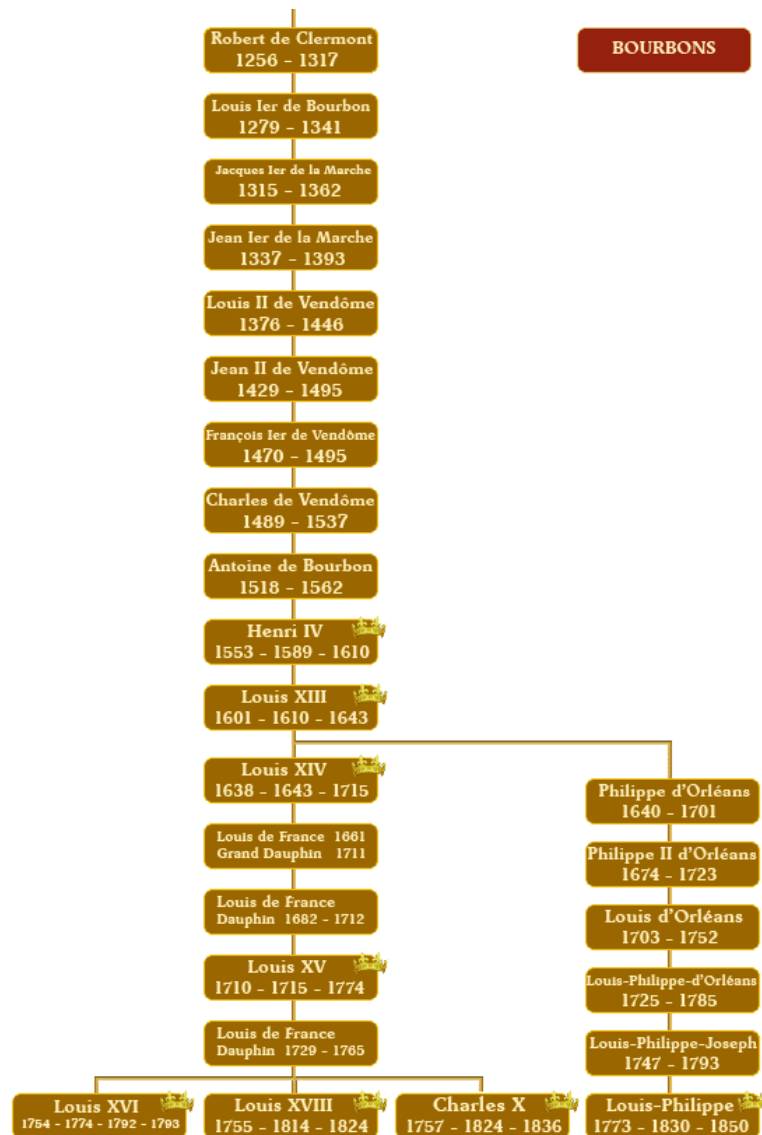 Robert de Clermont
1256 - 1317
BOURBONS
Louis Ier de Bourbon
1279 - 1341
Jacques Ier de la Marche
1315 - 1362
Jean Ier de la Marche
1337 - 1393
Louis II de Vendôme
1376 - 1446
Jean II de Vendôme
1429 - 1495
François Ier de Vendôme
1470 - 1495
Charles de Vendôme
1489 - 1537
Antoine de Bourbon
1518 - 1562
Henri IV
1553 - 1589 - 1610
Louis XIII
1601 - 1610 - 1643
Louis XIV
1638 - 1643 - 1715
Louis de France 1661
Grand Dauphin 1711
Louis de France
Dauphin 1682 - 1712
Louis XV
1710 - 1715 - 1774
Louis de France
Dauphin 1729 - 1765
Philippe d'Orléans
1640 - 1701
Philippe II d'Orléans
1674 - 1723
Louis d'Orléans
1703 - 1752
Louis-Philippe-d'Orléans
1725 - 1785
Louis-Philippe-Joseph
1747 - 1793
Louis XVI
1754 - 1774 - 1792 - 1793
Louis XVIII
1755 - 1814 - 1824
Charles X
1757 - 1824 - 1836
Louis-Philippe
1773 - 1830 - 1850